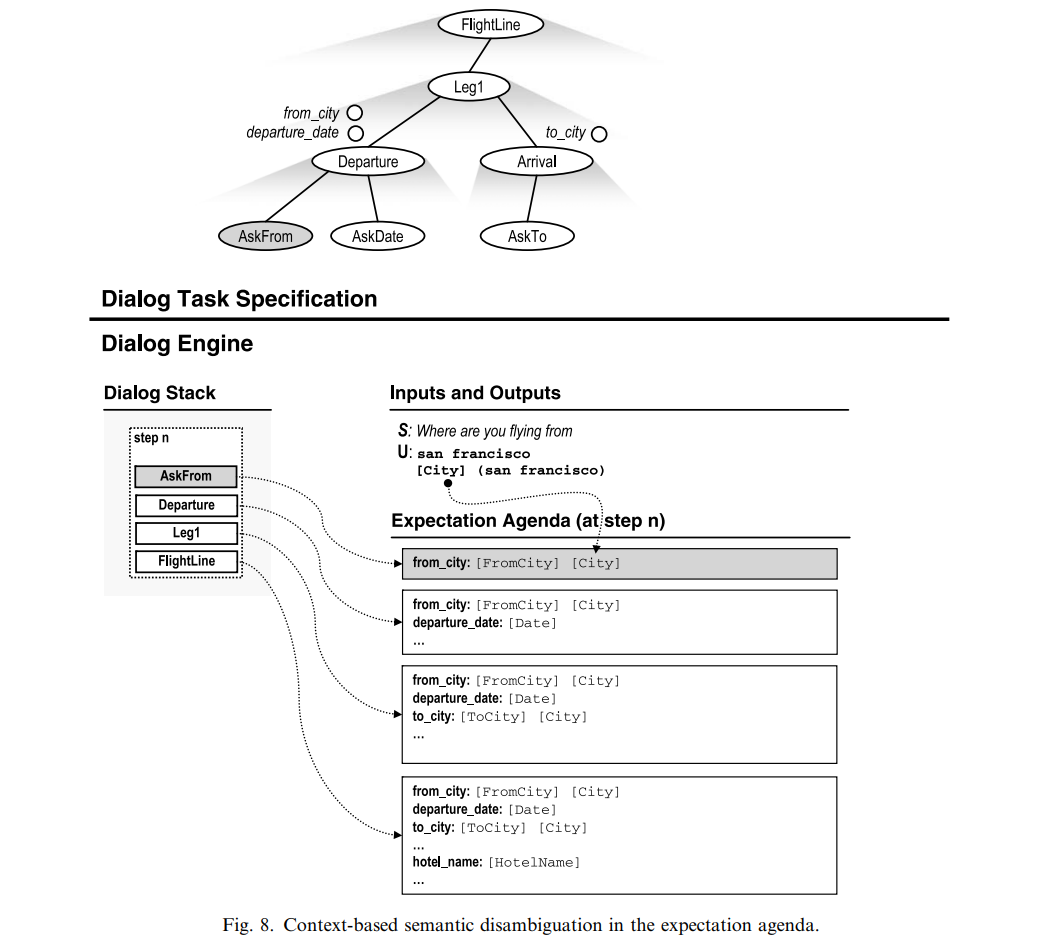 FlightLine
Leg1
from_city
departure_date
to_city
Departure
Arrival
AskFrom
AskDate
AskTo
Dialog Task Specification
Dialog Engine
Dialog Stack
Inputs and Outputs
step n
AskFrom
Departure
Leg1
FlightLine
S: Where are you flying from
U: san francisco
[City] (san francisco)
Expectation Agenda (at step n)
from_city: [FromCity] [City]
from_city: [FromCity] [City]
departure_date: [Date]
...
from_city: [FromCity] [City]
departure_date: [Date]
to_city: [ToCity] [City]
...
from_city: [FromCity] [City]
departure_date: [Date]
to_city: [ToCity] [City]
...
hotel_name: [HotelName]
...
Fig. 8. Context-based semantic disambiguation in the expectation agenda.